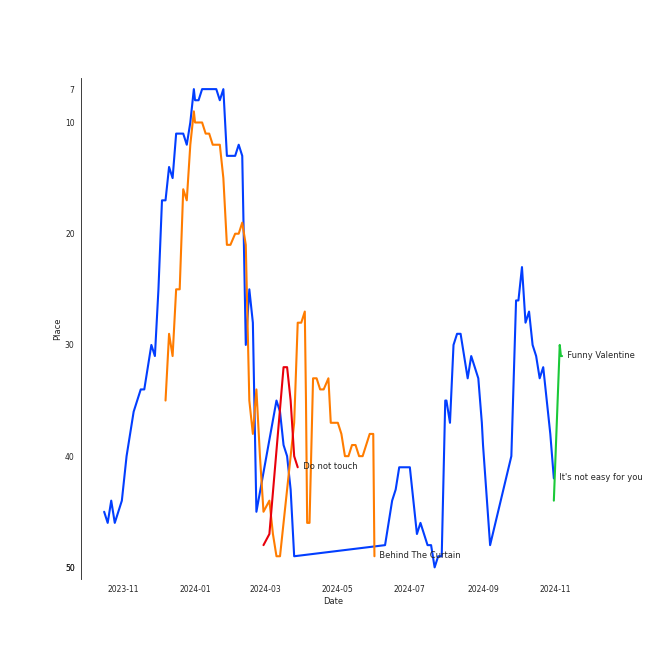 7
10
20
30
40
50
Place
Funny Valentine
Do not touch
It's not easy for you
Behind The Curtain
2023-11
2024-01
2024-03
2024-05
2024-07
2024-09
2024-11
Date